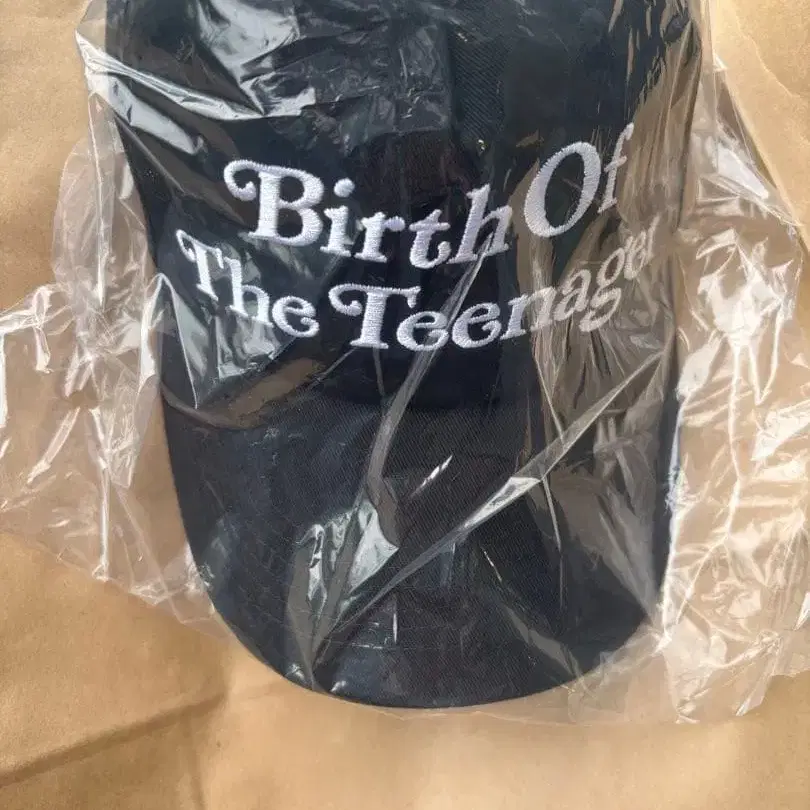 Birth Of
The Teenager